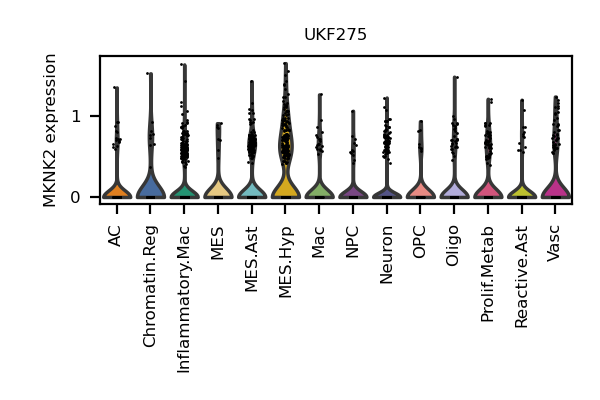 UKF275
MKNK2 expression
1
0
AC
Chromatin.Reg
Inflammatory.Mac
MES
MES.Ast
MES.Hyp
Mac
NPC
Neuron
OPC
Oligo
Prolif.Metab
Reactive.Ast
Vasc